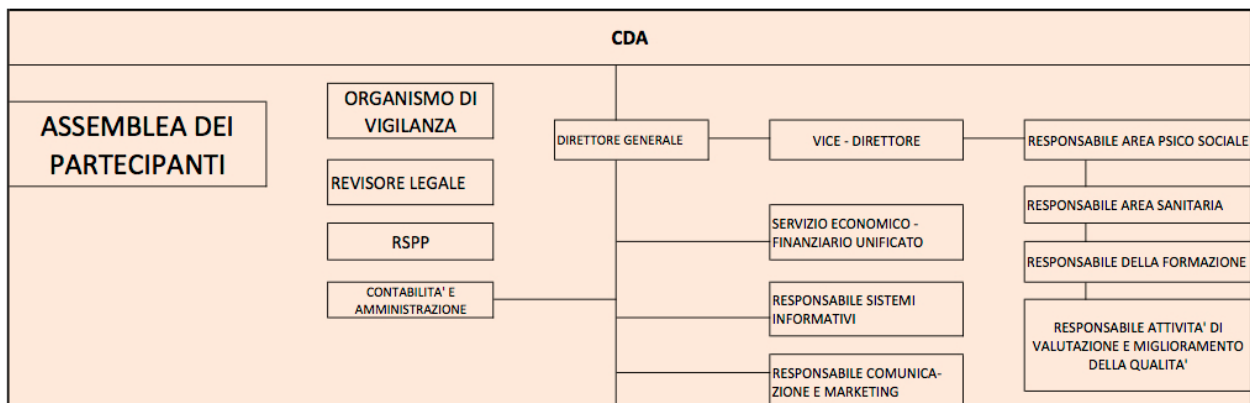 CDA
ASSEMBLEA DEI
PARTECIPANTI
ORGANISMO DI
VIGILANZA
REVISORE LEGALE
RSPP
CONTABILITA' E
AMMINISTRAZIONE
DIRETTORE GENERALE
VICE - DIRETTORE
SERVIZIO ECONOMICO -
FINANZIARIO UNIFICATO
RESPONSABILE SISTEMI
INFORMATIVI
RESPONSABILE COMUNICA-
ZIONE E MARKETING
RESPONSABILE AREA PSICO SOCIALE
RESPONSABILE AREA SANITARIA
RESPONSABILE DELLA FORMAZIONE
RESPONSABILE ATTIVITA' DI
VALUTAZIONE E MIGLIORAMENTO
DELLA QUALITA'